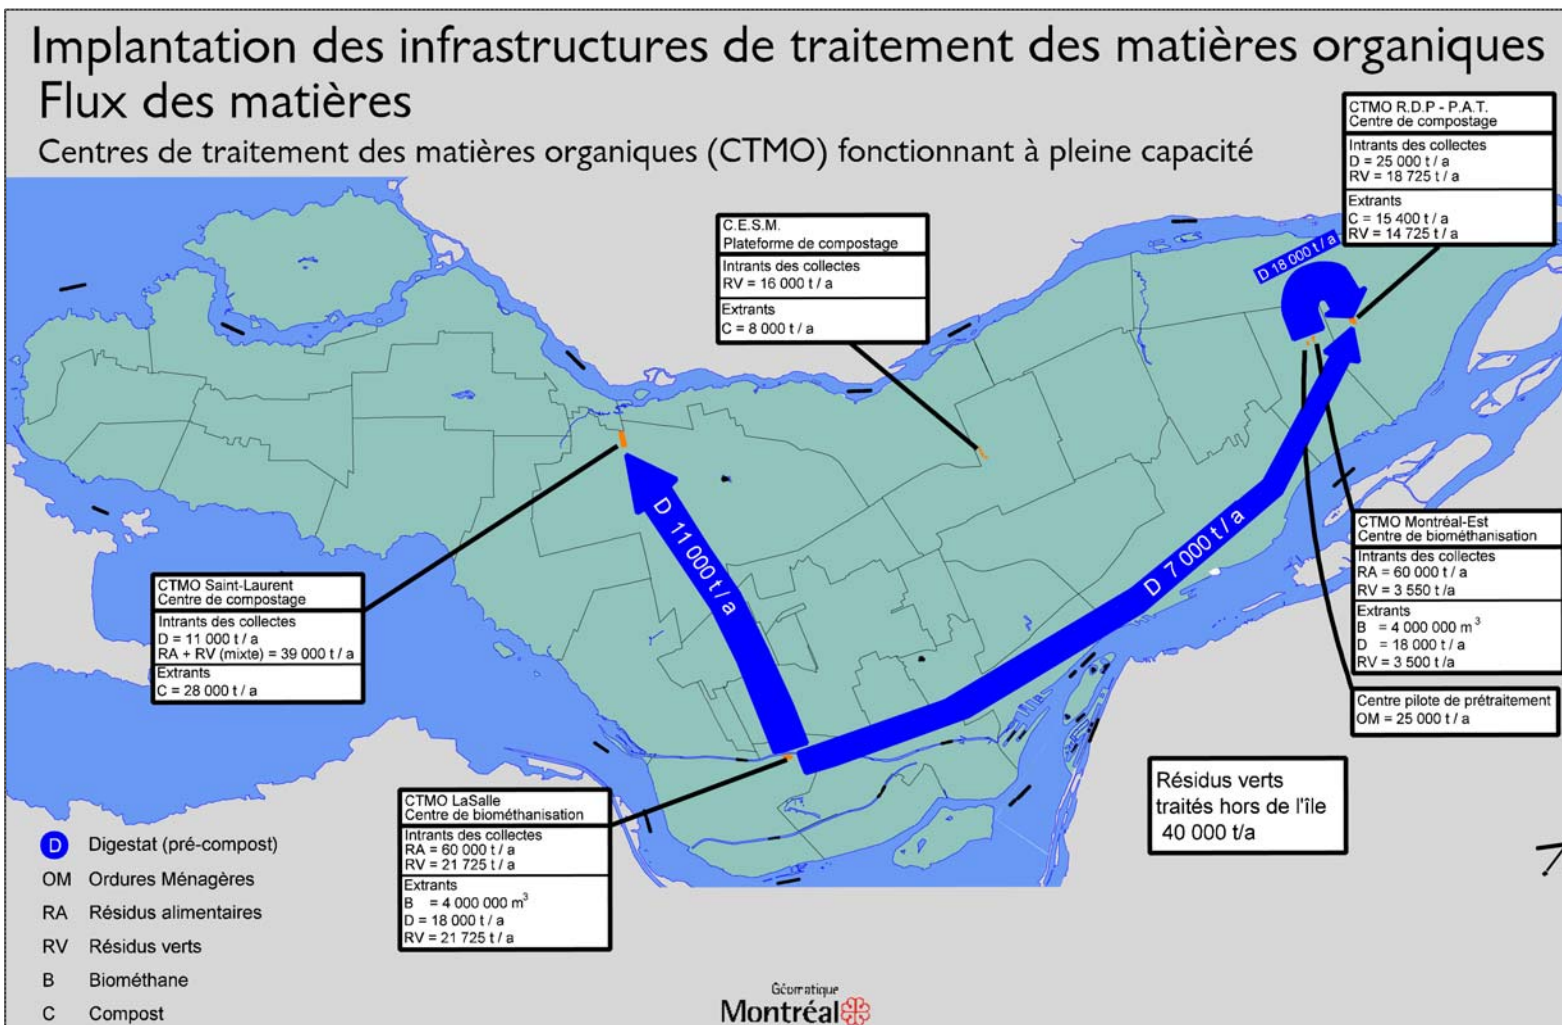 Implantation des infrastructures de traitement des matières organiques
Flux des matières
Centres de traitement des matières organiques (CTMO) fonctionnant à pleine capacité
CTMO R.D.P - P.A.T.
Centre de compostage
Intrants des collectes
D = 25 000 t / a
RV = 18 725 t / a
Extrants
C = 15 400 t / a
RV = 14 725 t / a
C.E.S.M.
Plateforme de compostage
Intrants des collectes
RV = 16 000 t / a
Extrants
C = 8 000 t / a
D 18 000 t / a
D 11 000 t / a
D 7 000 t / a
CTMO Montréal-Est
Centre de biométhanisation
Intrants des collectes
RA = 60 000 t / a
RV = 3 550 t/a
Extrants
B = 4 000 000 m³
D = 18 000 t / a
RV = 3 500 t / a
Centre pilote de prétraitement
OM = 25 000 t / a
CTMO Saint-Laurent
Centre de compostage
Intrants des collectes
D = 11 000 t / a
RA + RV (mixte) = 39 000 t / a
Extrants
C = 28 000 t / a
CTMO LaSalle
Centre de biométhanisation
Intrants des collectes
RA = 60 000 t / a
RV = 21 725 t / a
Extrants
B = 4 000 000 m³
D = 18 000 t / a
RV = 21 725 t / a
Résidus verts
traités hors de l'île
40 000 t/a
D Digestat (pré-compost)
OM Ordures Ménagères
RA Résidus alimentaires
RV Résidus verts
B Biométhane
C Compost
Géomatique
Montréal